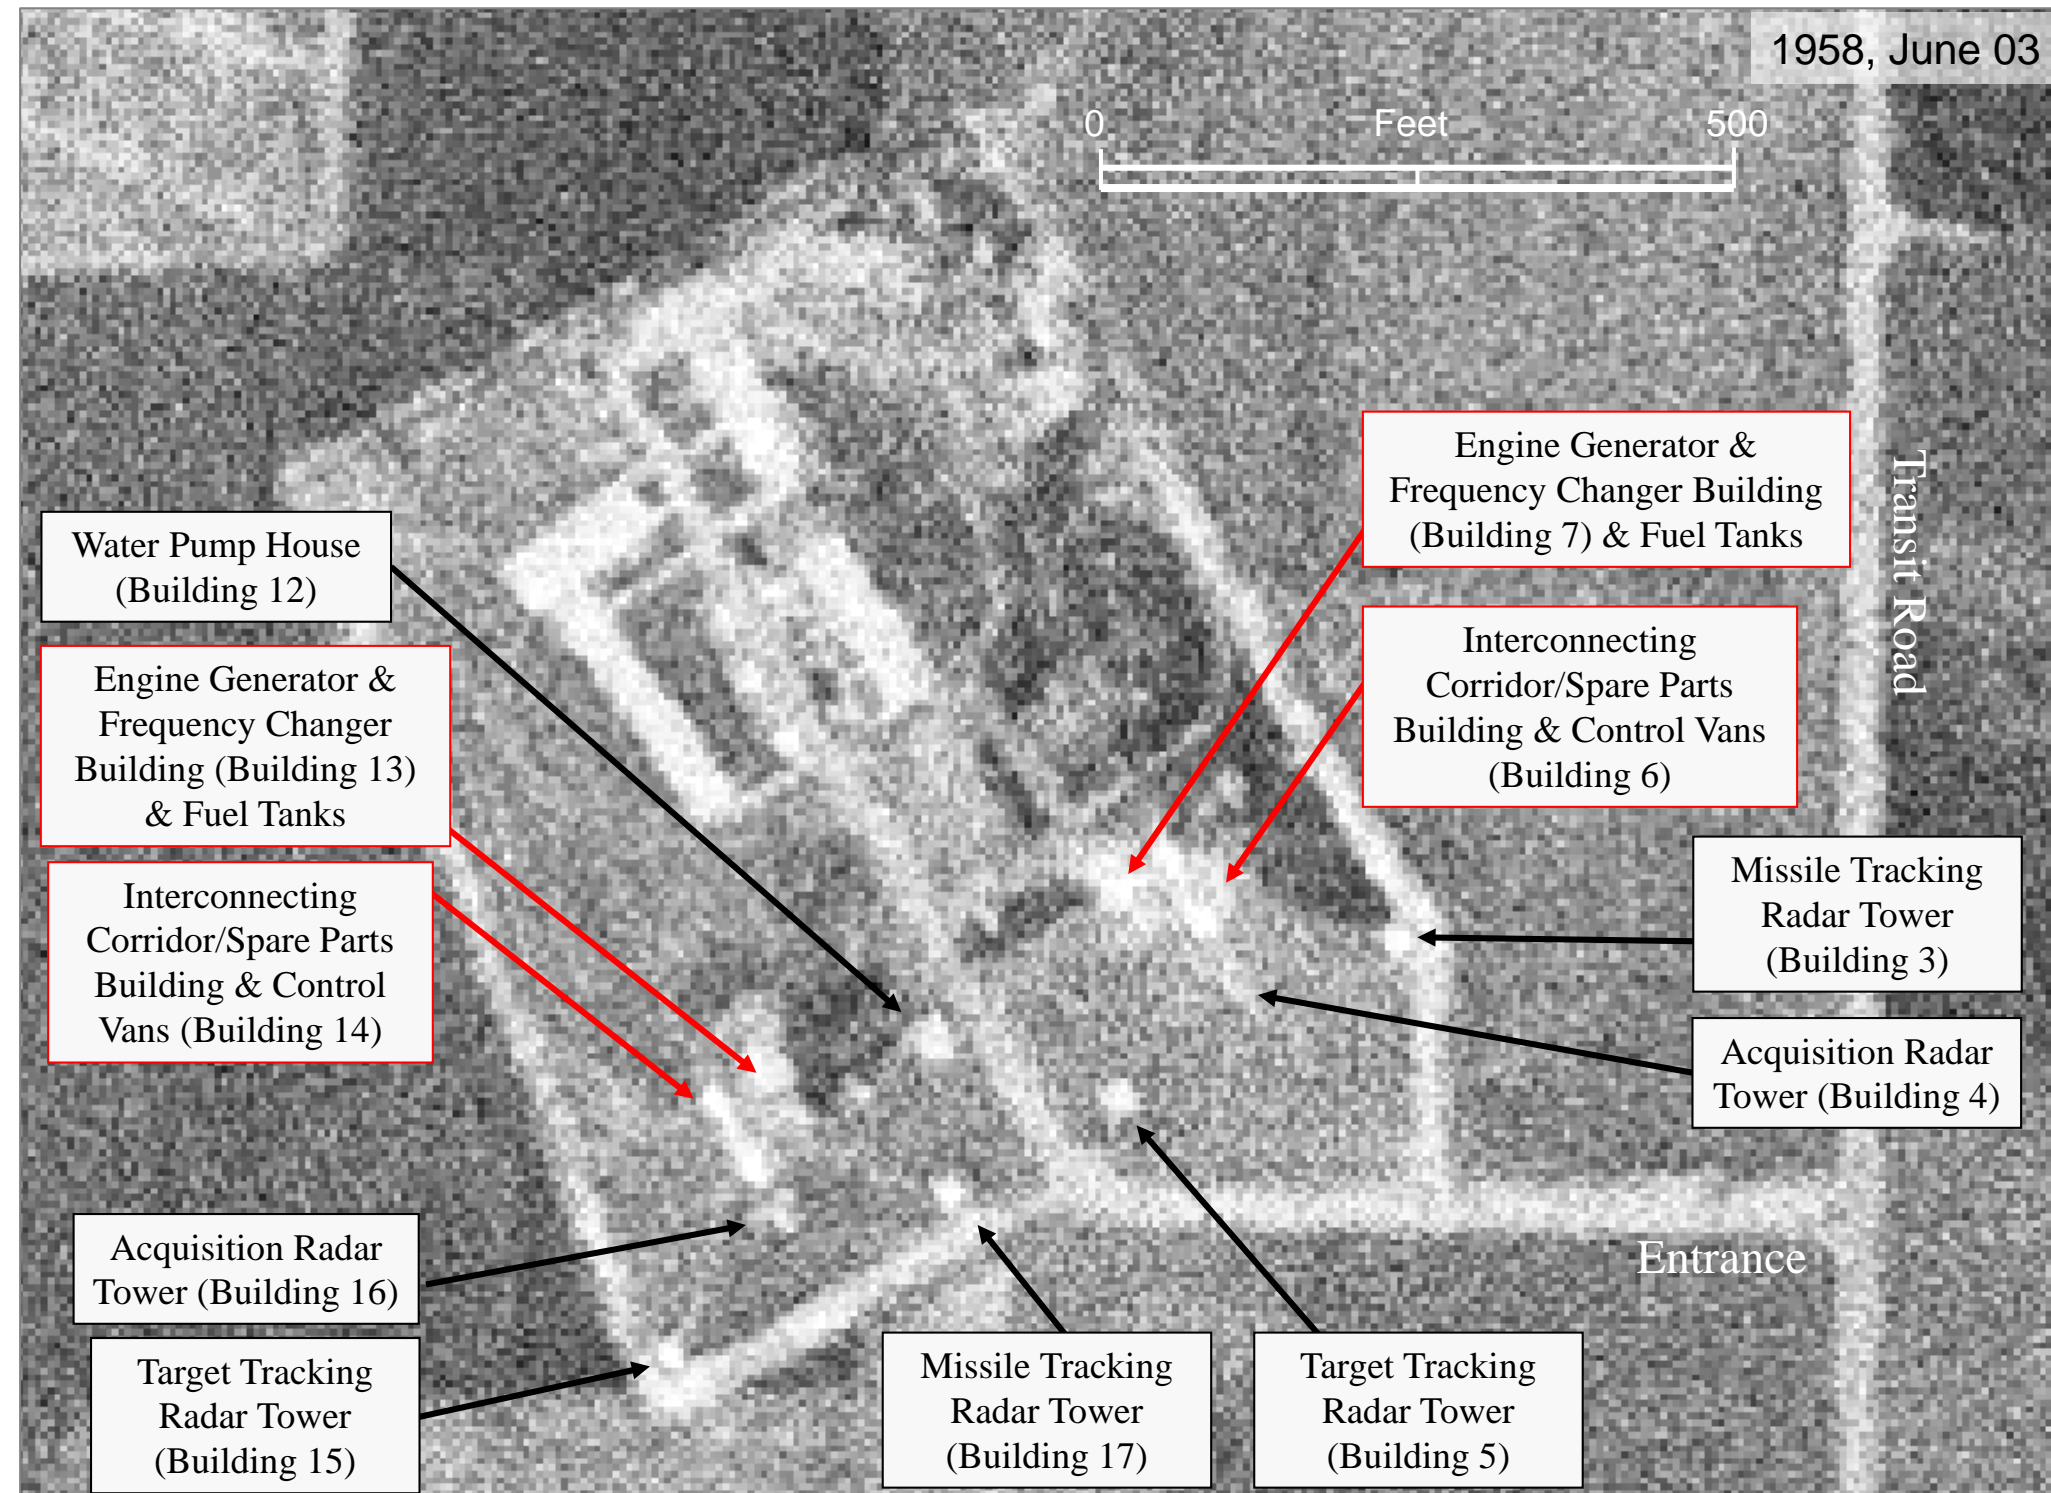 1958, June 03
0 Feet 500
Engine Generator &
Frequency Changer Building
(Building 7) & Fuel Tanks
Transit Road
Water Pump House
(Building 12)
Interconnecting
Corridor/Spare Parts
Building & Control Vans
(Building 6)
Engine Generator &
Frequency Changer
Building (Building 13)
& Fuel Tanks
Missile Tracking
Radar Tower
(Building 3)
Interconnecting
Corridor/Spare Parts
Building & Control
Vans (Building 14)
Acquisition Radar
Tower (Building 4)
Acquisition Radar
Tower (Building 16)
Entrance
Target Tracking
Radar Tower
(Building 15)
Missile Tracking
Radar Tower
(Building 17)
Target Tracking
Radar Tower
(Building 5)